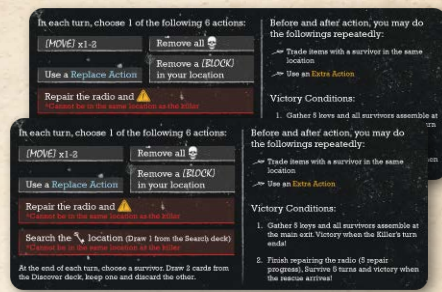 In each turn, choose 1 of the following 6 actions:
[MOVE] x1-2
Remove all
Use a Replace Action
Remove a [BLOCK]
in your location
Repair the radio and
*Cannot be in the same location as the killer
Before and after action, you may do
the followings repeatedly:
Trade items with a survivor in the same
location
Use an Extra Action
Victory Conditions:
1. Gather 5 keys and all survivors assemble at
In each turn, choose 1 of the following 6 actions:
[MOVE] x1-2
Remove all
Use a Replace Action
Remove a [BLOCK]
in your location
Repair the radio and
*Cannot be in the same location as the killer
Search the location (Draw 1 from the Search deck)
*Cannot be in the same location as the killer
At the end of each turn, choose a survivor. Draw 2 cards from
the Discover deck, keep one and discard the other.
Before and after action, you may do
the followings repeatedly:
Trade items with a survivor in the same
location
Use an Extra Action
Victory Conditions:
1. Gather 5 keys and all survivors assemble at
the main exit. Victory when the Killer's turn
ends!
2. Finish repairing the radio (5 repair
progress), Survive 5 turns and victory when
the rescue arrives!